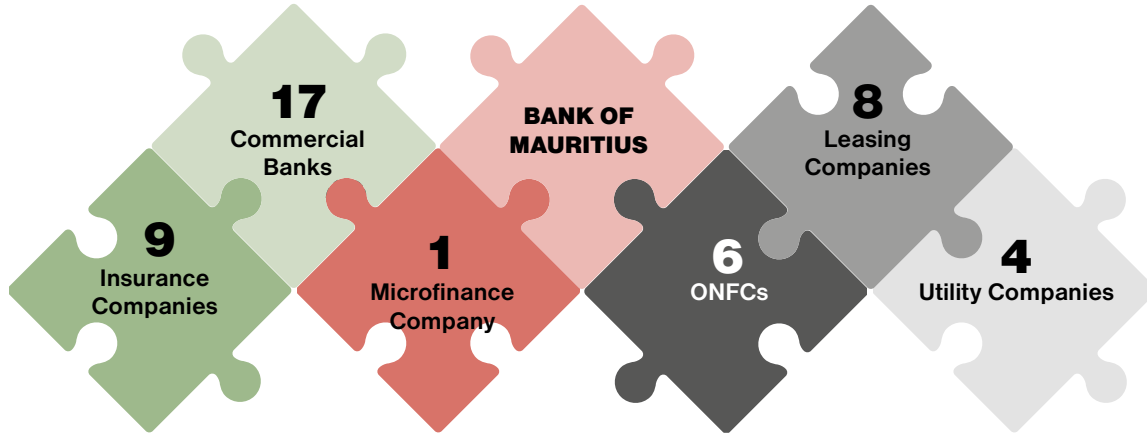 17
Commercial
Banks
BANK OF
MAURITIUS
8
Leasing
Companies
9
Insurance
Companies
1
Microfinance
Company
6
ONFCs
4
Utility Companies